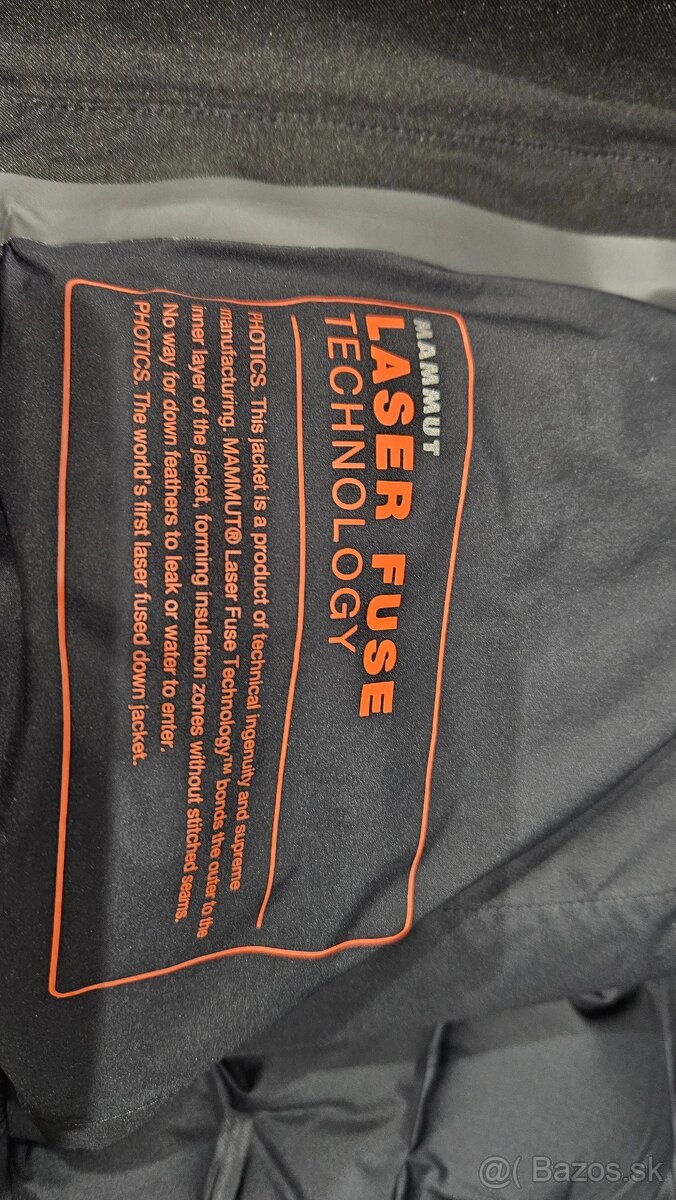 MAMMUT
LASER FUSE
TECHNOLOGY
PHOTICS. This jacket is a product of technical ingenuity and supreme
manufacturing. MAMMUT® Laser Fuse Technology™ bonds the outer to the
inner layer of the jacket, forming insulation zones without stitched seams.
No way for down feathers to leak or water to enter.
PHOTICS. The world's first laser fused down jacket.
@( Bazos.sk